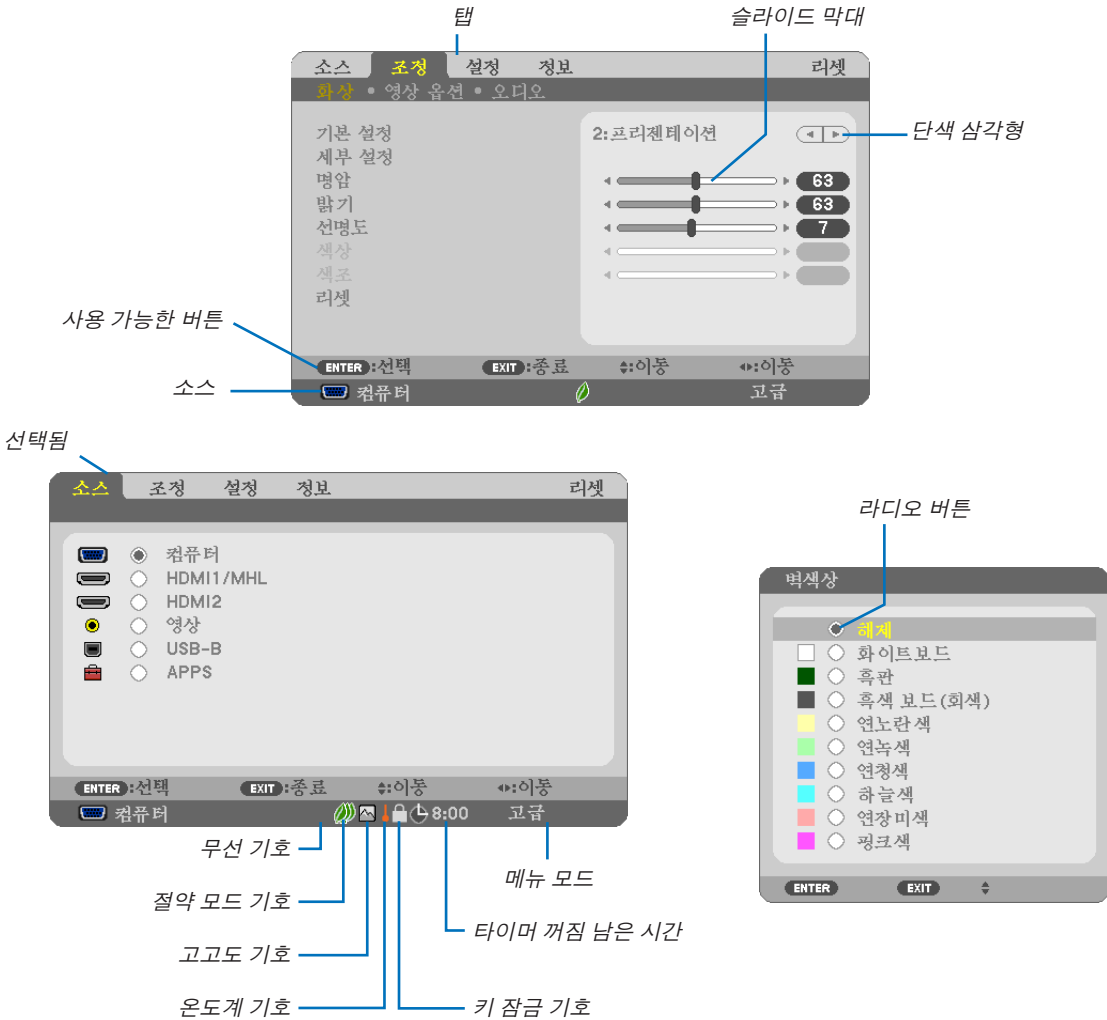 탭
슬라이드 막대
소스 조정 설정 정보 리셋
화상 • 영상 옵션 • 오디오
기본 설정
2:프리젠테이션
단색 삼각형
세부 설정
명암 63
밝기 63
선명도 7
색상
색조
리셋
사용 가능한 버튼
ENTER:선택 EXIT:종료 :이동 :이동
소스
컴퓨터 고급
선택됨
소스 조정 설정 정보 리셋
컴퓨터
HDMI1/MHL
HDMI2
영상
USB-B
APPS
ENTER:선택 EXIT:종료 :이동 :이동
컴퓨터 8:00 고급
무선 기호
메뉴 모드
절약 모드 기호
타이머 꺼짐 남은 시간
고고도 기호
온도계 기호
키 잠금 기호
라디오 버튼
벽색상
해제
화이트보드
흑판
흑색 보드(회색)
연노란색
연녹색
연청색
하늘색
연장미색
핑크색
ENTER EXIT